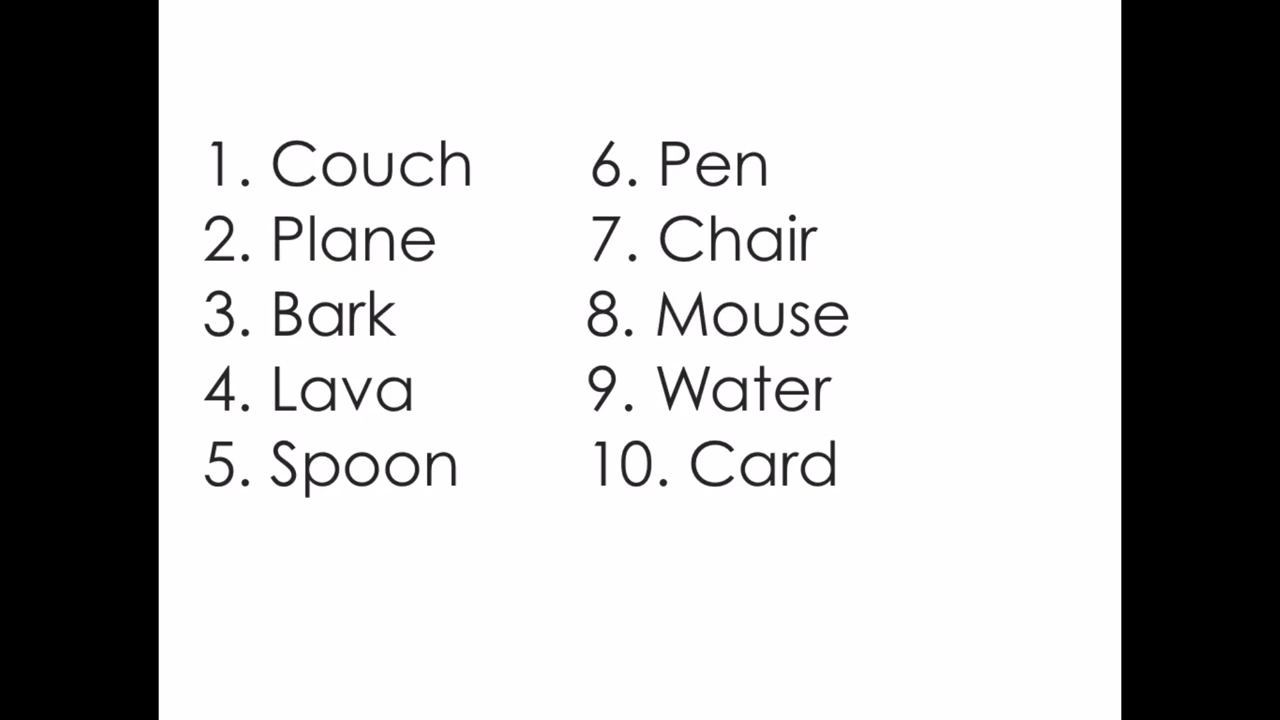 1. Couch
2. Plane
3. Bark
4. Lava
5. Spoon
6. Pen
7. Chair
8. Mouse
9. Water
10. Card